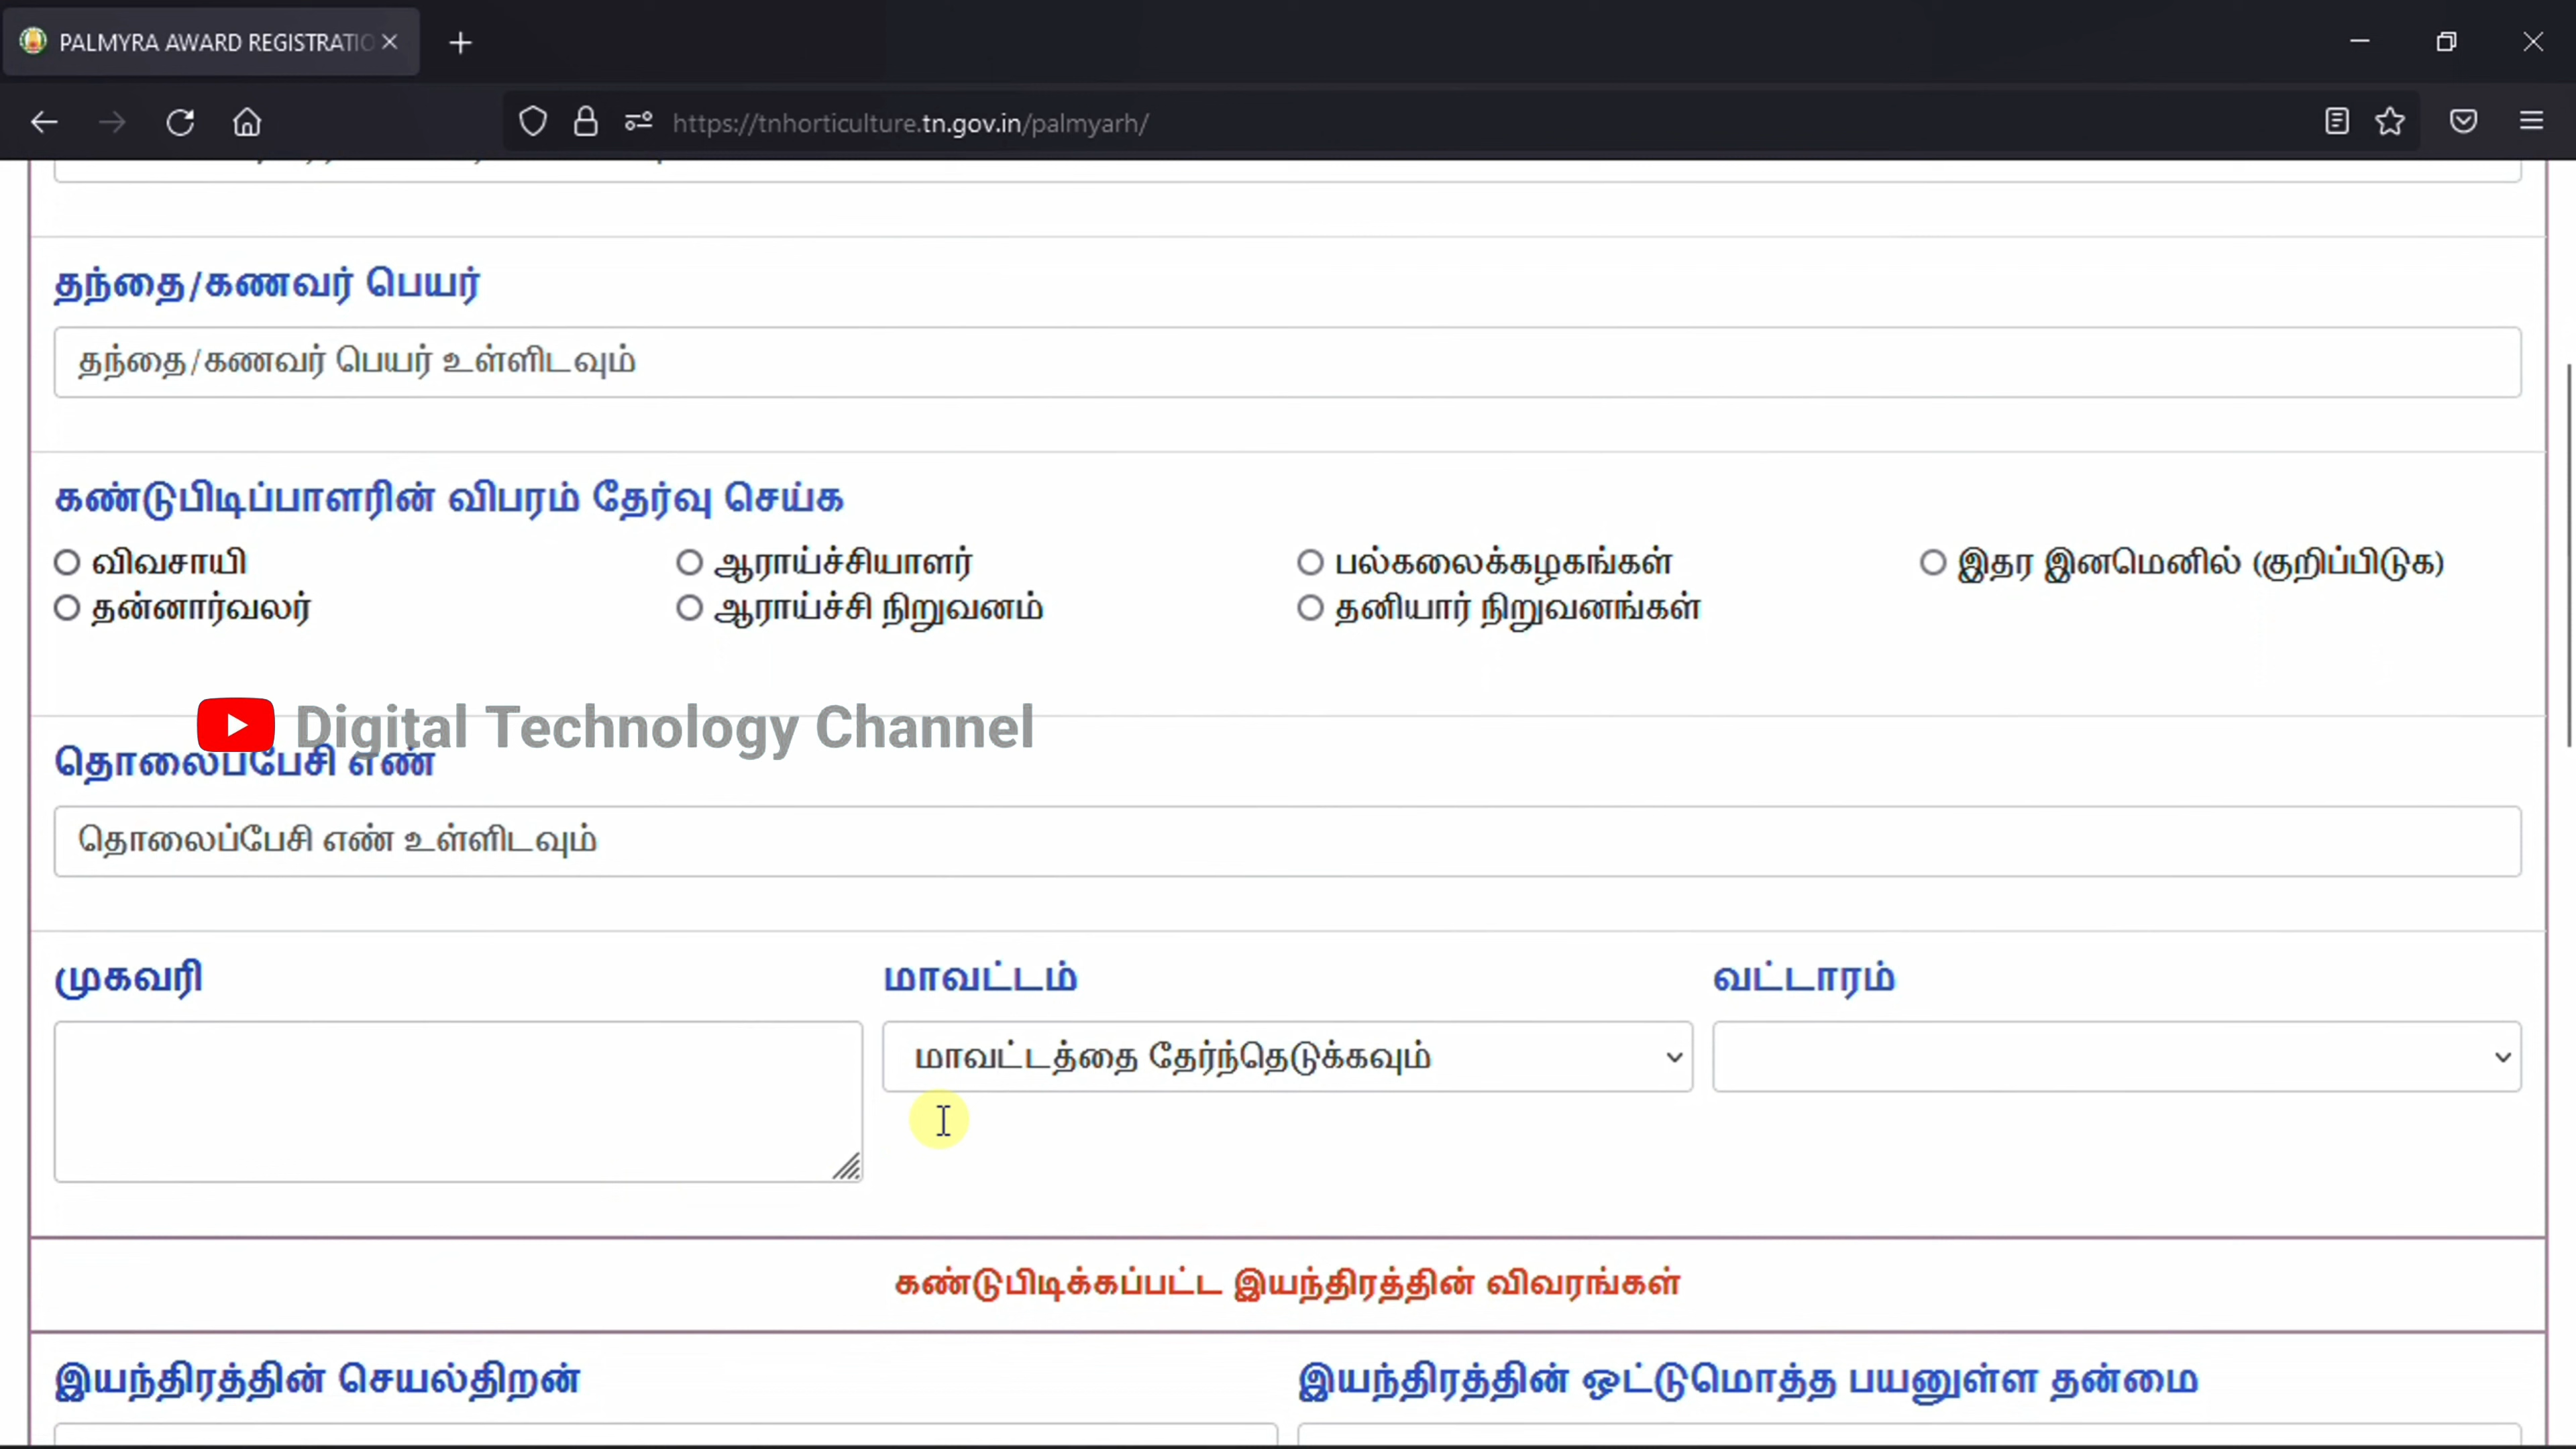 PALMYRA AWARD REGISTRATIO
https://tnhorticulture.tn.gov.in/palmyarh/
தந்தை/கணவர் பெயர்
தந்தை/கணவர் பெயர் உள்ளிடவும்
கண்டுபிடிப்பாளரின் விபரம் தேர்வு செய்க
விவசாயி ஆராய்ச்சியாளர் பல்கலைக்கழகங்கள் இதர இனமெனில் (குறிப்பிடுக)
தன்னார்வலர் ஆராய்ச்சி நிறுவனம் தனியார் நிறுவனங்கள்
Digital Technology Channel
தொலைப்பேசி எண்
தொலைப்பேசி எண் உள்ளிடவும்
முகவரி மாவட்டம் வட்டாரம்
மாவட்டத்தை தேர்ந்தெடுக்கவும்
கண்டுபிடிக்கப்பட்ட இயந்திரத்தின் விவரங்கள்
இயந்திரத்தின் செயல்திறன் இயந்திரத்தின் ஒட்டுமொத்த பயனுள்ள தன்மை